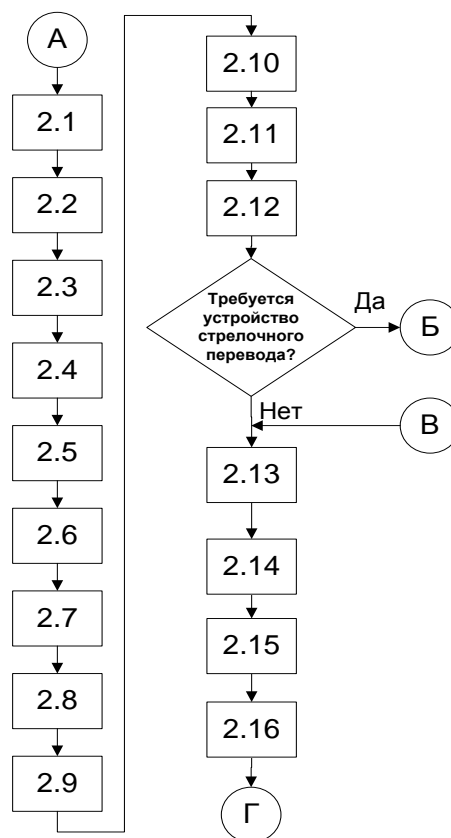 А
2.1
2.2
2.3
2.4
2.5
2.6
2.7
2.8
2.9
2.10
2.11
2.12
Требуется
устройство
стрелочного
перевода?
Да
Б
Нет
В
2.13
2.14
2.15
2.16
Г